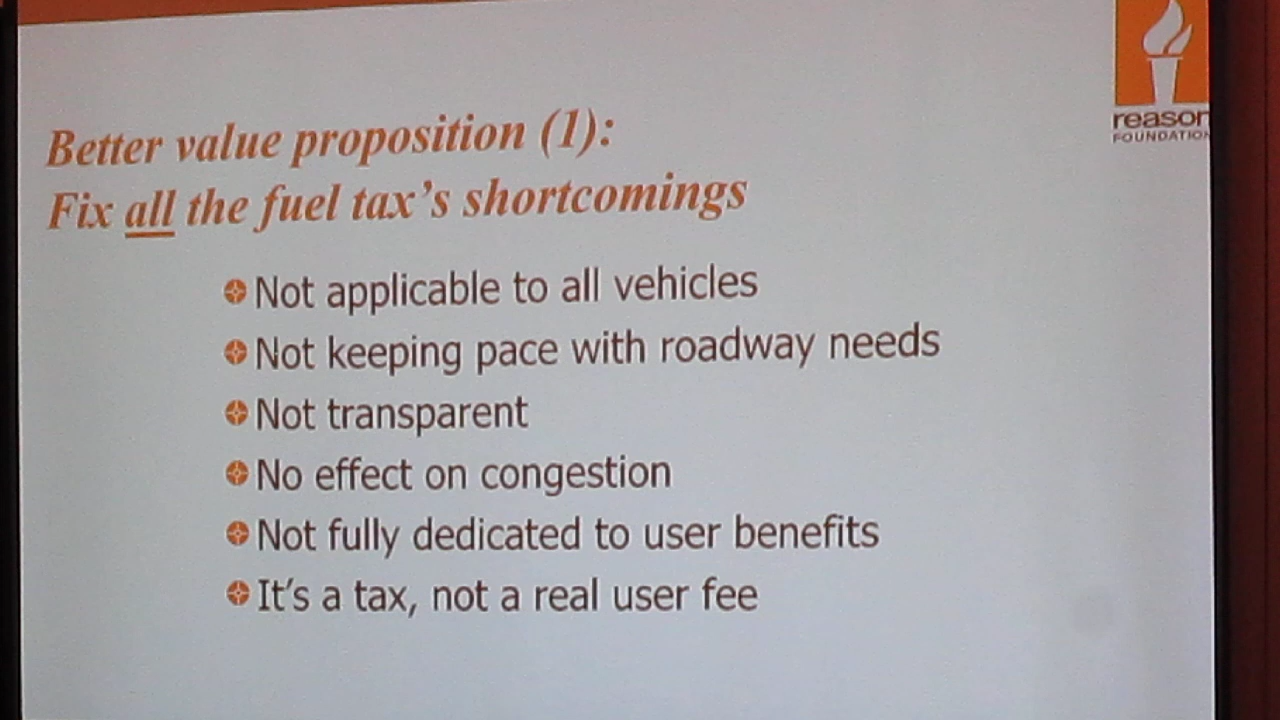 Better value proposition (1):
Fix all the fuel tax's shortcomings
Not applicable to all vehicles
Not keeping pace with roadway needs
Not transparent
No effect on congestion
Not fully dedicated to user benefits
It's a tax, not a real user fee
reason
FOUNDATION